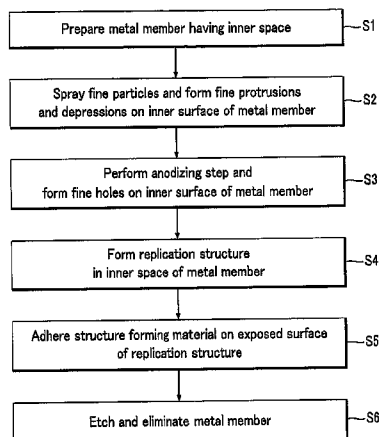 Prepare metal member having inner space
S1
Spray fine particles and form fine protrusions
and depressions on inner surface of metal member
S2
Perform anodizing step and
form fine holes on inner surface of metal member
S3
Form replication structure
in inner space of metal member
S4
Adhere structure forming material on exposed surface
of replication structure
S5
Etch and eliminate metal member
S6